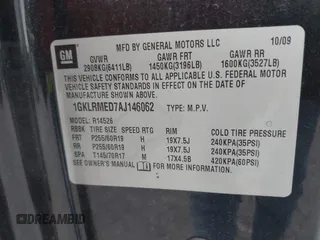 GM
MFD BY GENERAL MOTORS LLC 10/09
GVWR GAWR FRT GAWR RR
2908KG(6411LB) 1450KG(3196LB) 1600KG(3527LB)
THIS VEHICLE CONFORMS TO ALL APPLICABLE U.S. FEDERAL MOTOR
VEHICLE SAFETY AND THEFT PREVENTION STANDARDS IN EFFECT ON
THE DATE OF MANUFACTURE SHOWN ABOVE.
1GKLRMED7AJ146062 TYPE: M.P.V.
MODEL: R14526
TIRE SIZE SPEED RTG RIM COLD TIRE PRESSURE
FRT P255/60R19 H 19X7.5J 240KPA(35PSI)
RR P255/60R19 H 19X7.5J 240KPA(35PSI)
SPA T145/70R17 M 17X4.5B 420KPA(60PSI)
SEE OWNER'S MANUAL FOR ADDITIONAL INFORMATION.
DREAMBID